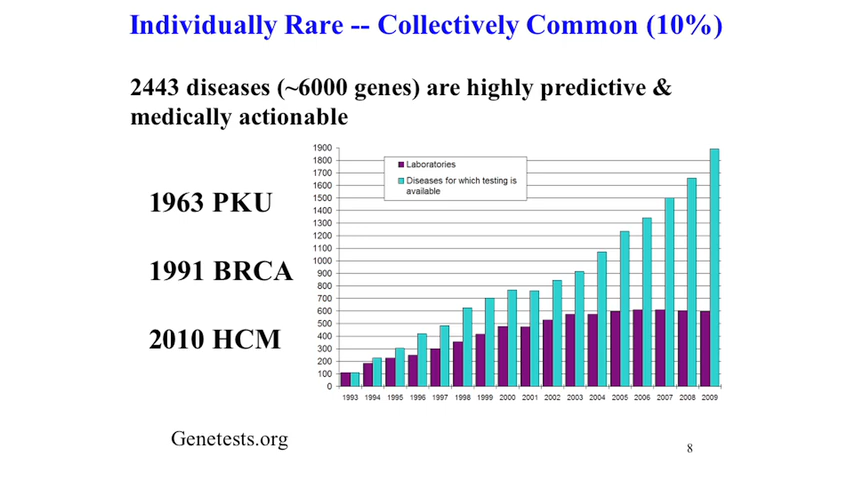 Individually Rare -- Collectively Common (10%)
2443 diseases (~6000 genes) are highly predictive &
medically actionable
1963 PKU
1991 BRCA
2010 HCM
1900
1800
1700
1600
1500
1400
1300
1200
1100
1000
900
800
700
600
500
400
300
200
100
0
Laboratories
Diseases for which testing is
available
1993 1994 1995 1996 1997 1998 1999 2000 2001 2002 2003 2004 2005 2006 2007 2008 2009
Genetests.org
8